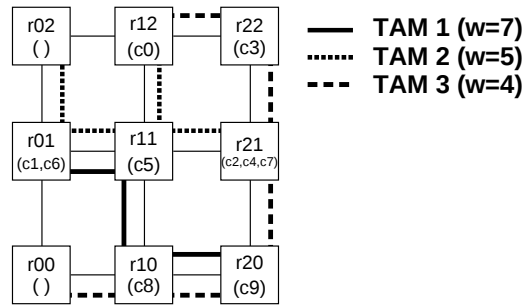 r02
( )
r12
(c0)
r22
(c3)
TAM 1 (w=7)
TAM 2 (w=5)
TAM 3 (w=4)
r01
(c1,c6)
r11
(c5)
r21
(c2,c4,c7)
r00
( )
r10
(c8)
r20
(c9)